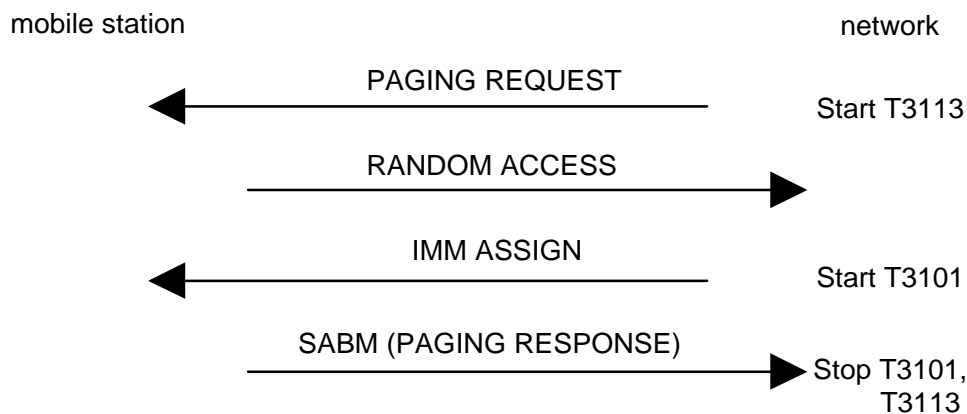 mobile station
network
PAGING REQUEST
Start T3113
RANDOM ACCESS
IMM ASSIGN
Start T3101
SABM (PAGING RESPONSE)
Stop T3101,
T3113